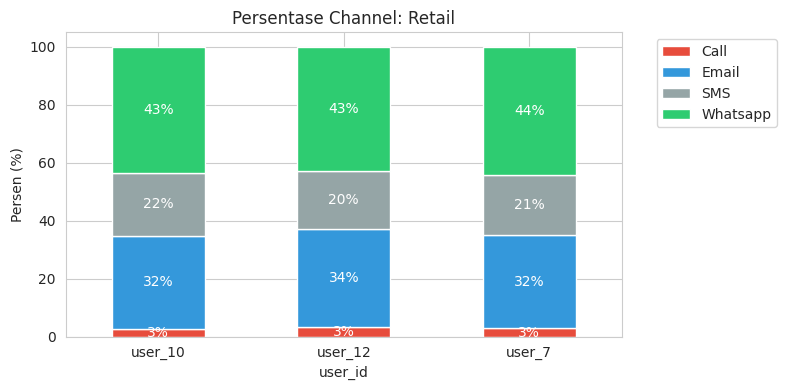 Persentase Channel: Retail
Persen (%)
100
80
60
40
20
0
43%
43%
44%
22%
20%
21%
32%
34%
32%
3%
3%
3%
user_10
user_12
user_7
user_id
Call
Email
SMS
Whatsapp